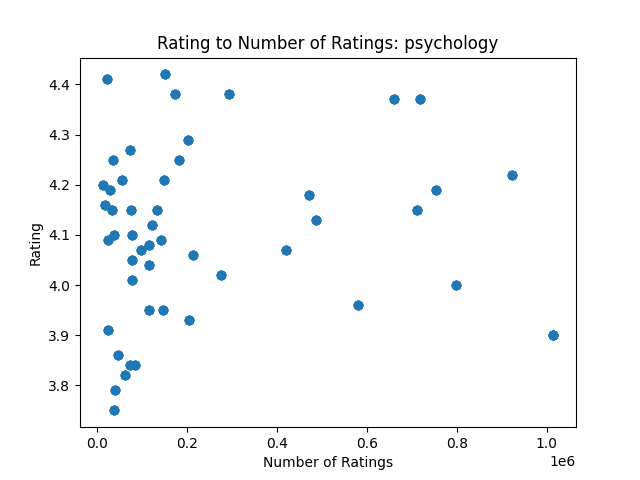 Rating to Number of Ratings: psychology
4.4
4.3
4.2
4.1
4.0
3.9
3.8
Rating
0.0 0.2 0.4 0.6 0.8 1.0
1e6
Number of Ratings